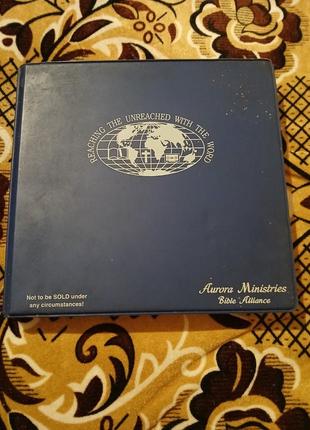 REACHING THE UNREACHED WITH THE WORD
Not to be SOLD under
any circumstances!
Aurora Ministries
Bible Alliance